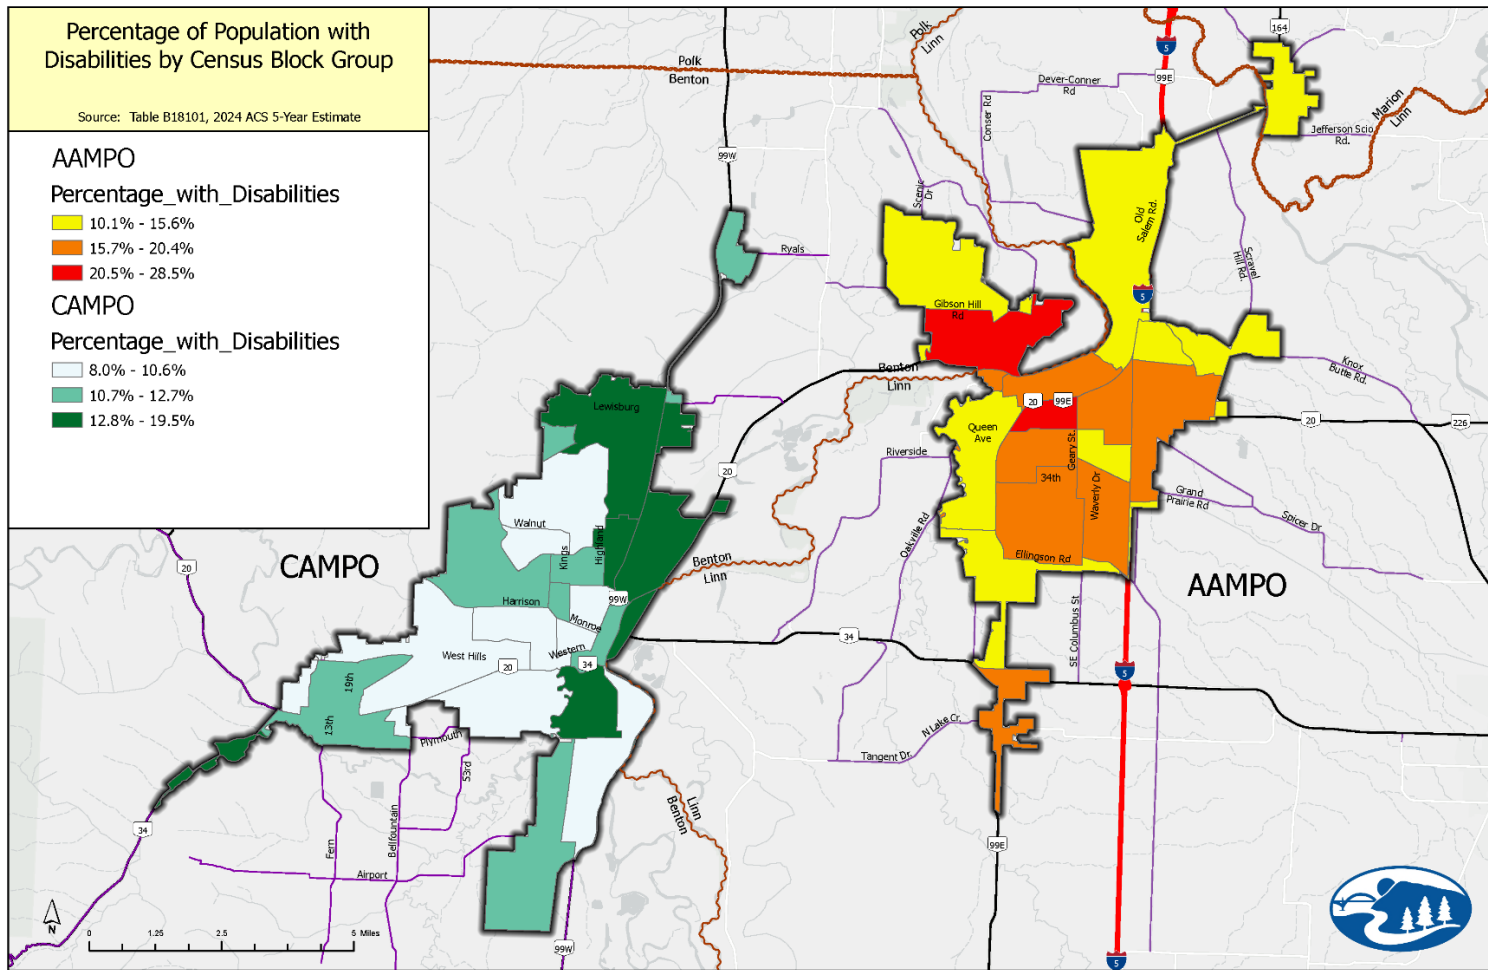 Percentage of Population with
Disabilities by Census Block Group
Source: Table B18101, 2024 ACS 5-Year Estimate
AAMPO
Percentage_with_Disabilities
10.1% - 15.6%
15.7% - 20.4%
20.5% - 28.5%
CAMPO
Percentage_with_Disabilities
8.0% - 10.6%
10.7% - 12.7%
12.8% - 19.5%
Polk
Benton
Polk
Linn
5
99E
164
Dever-Conner
Rd
Conser Rd
Marion
Linn
Jefferson Scio
Rd.
99W
Scenic
Dr
Old
Salem Rd.
Scravel
Hill Rd.
Ryals
5
Gibson Hill
Rd
Knox
Butte Rd.
Benton
Linn
20
99E
20
226
Lewisburg
Queen
Ave
Geary St.
Riverside
20
34th
Waverly Dr
Grand
Prairie Rd
Spicer Dr
Oakville Rd
Walnut
Kings
Highland
Ellingson Rd
Benton
Linn
CAMPO
20
AAMPO
Harrison
99W
Monroe
SE Columbus St
34
West Hills
Western
20
34
5
19th
13th
Plymouth
53rd
N Lake Cr.
Tangent Dr.
Linn
Benton
34
Fern
Bellfountain
99E
Airport
N
0
1.25
2.5
5 Miles
99W
5